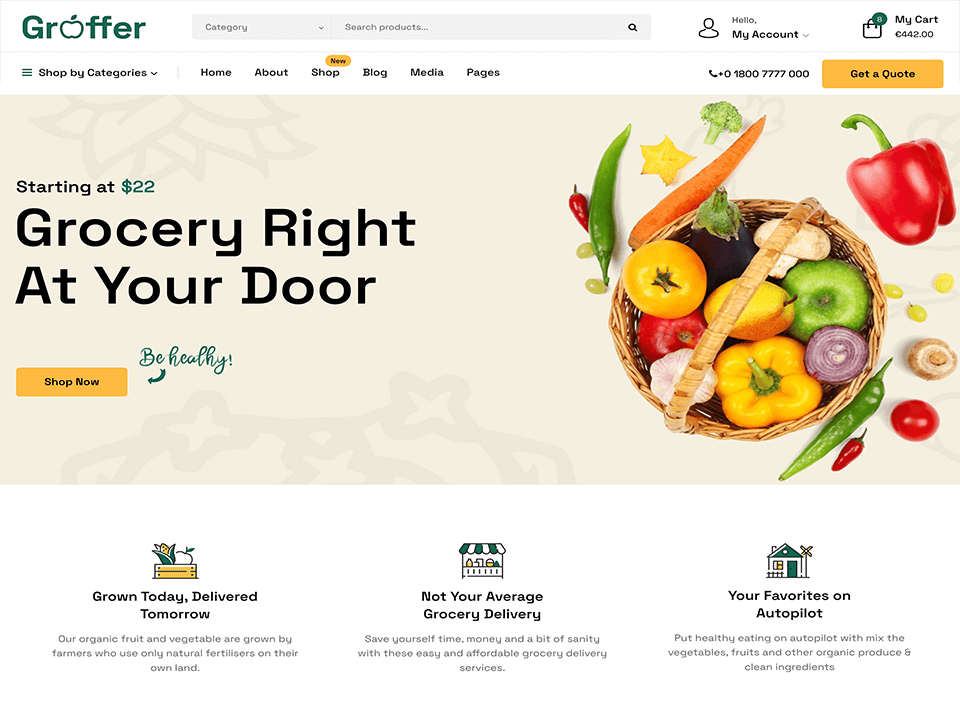 Groffer
Category
Search products...
Hello,
My Account
8
My Cart
€442.00
Shop by Categories
Home
About
New
Shop
Blog
Media
Pages
+0 1800 7777 000
Get a Quote
Starting at $22
Grocery Right
At Your Door
Be healhy!
Shop Now
Grown Today, Delivered
Tomorrow
Our organic fruit and vegetable are grown by
farmers who use only natural fertilisers on their
own land.
Not Your Average
Grocery Delivery
Save yourself time, money and a bit of sanity
with these easy and affordable grocery delivery
services.
Your Favorites on
Autopilot
Put healthy eating on autopilot with mix the
vegetables, fruits and other organic produce &
clean ingredients